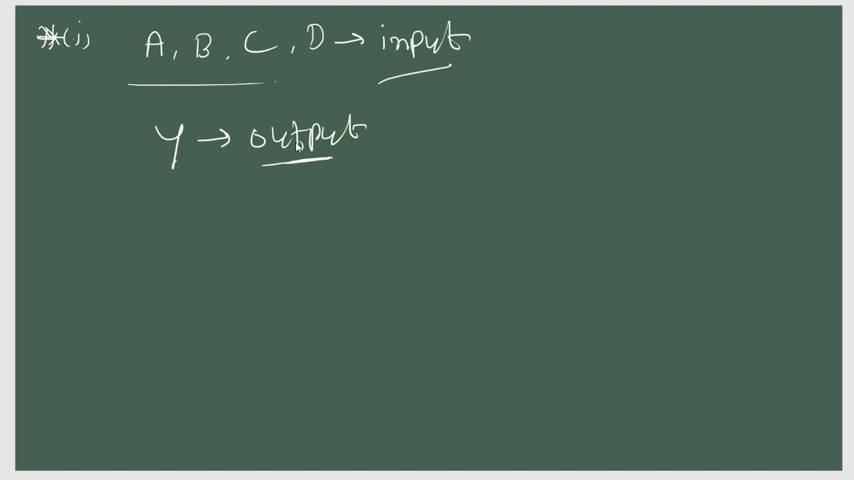 (i) A, B, C, D → input
Y → output